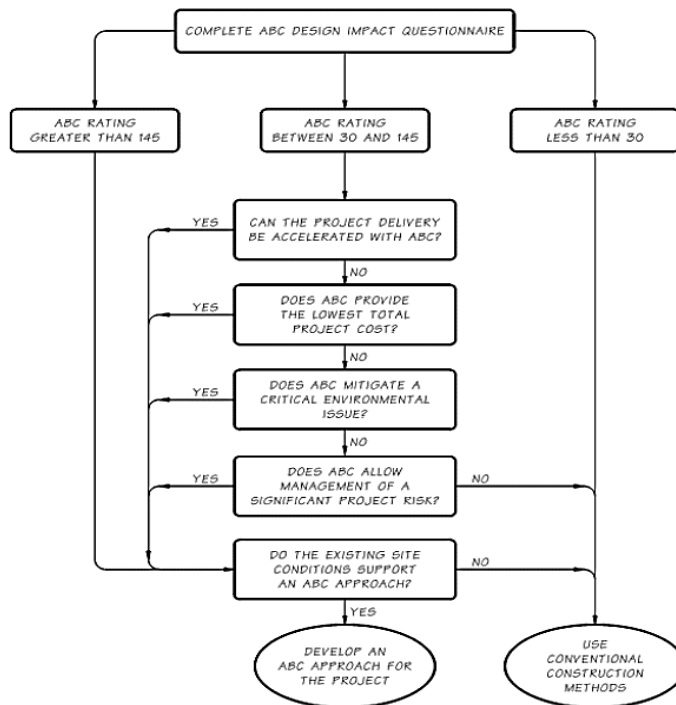 COMPLETE ABC DESIGN IMPACT QUESTIONNAIRE
ABC RATING
GREATER THAN 145
ABC RATING
BETWEEN 30 AND 145
ABC RATING
LESS THAN 30
YES
CAN THE PROJECT DELIVERY
BE ACCELERATED WITH ABC?
NO
YES
DOES ABC PROVIDE
THE LOWEST TOTAL
PROJECT COST?
NO
YES
DOES ABC MITIGATE A
CRITICAL ENVIRONMENTAL
ISSUE?
NO
YES
DOES ABC ALLOW
MANAGEMENT OF A
SIGNIFICANT PROJECT RISK?
NO
DO THE EXISTING SITE
CONDITIONS SUPPORT
AN ABC APPROACH?
NO
YES
DEVELOP AN
ABC APPROACH FOR
THE PROJECT
USE
CONVENTIONAL
CONSTRUCTION
METHODS